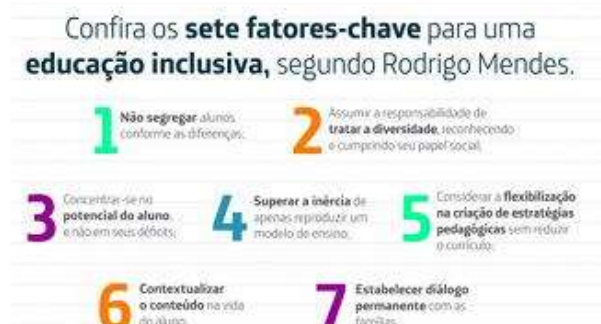 Confira os sete fatores-chave para uma
educação inclusiva, segundo Rodrigo Mendes.
1 Não segregar alunos
conforme as diferenças.
2 Assumir a responsabilidade de
tratar a diversidade, reconhecendo
e cumprindo seu papel social.
3 Concentrar-se no
potencial do aluno,
e não em seus déficits.
4 Superar a inércia de
apenas reproduzir um
modelo de ensino.
5 Considerar a flexibilização
na criação de estratégias
pedagógicas sem reduzir
o currículo.
6 Contextualizar
o conteúdo na vida
do aluno.
7 Estabelecer diálogo
permanente com as
famílias.